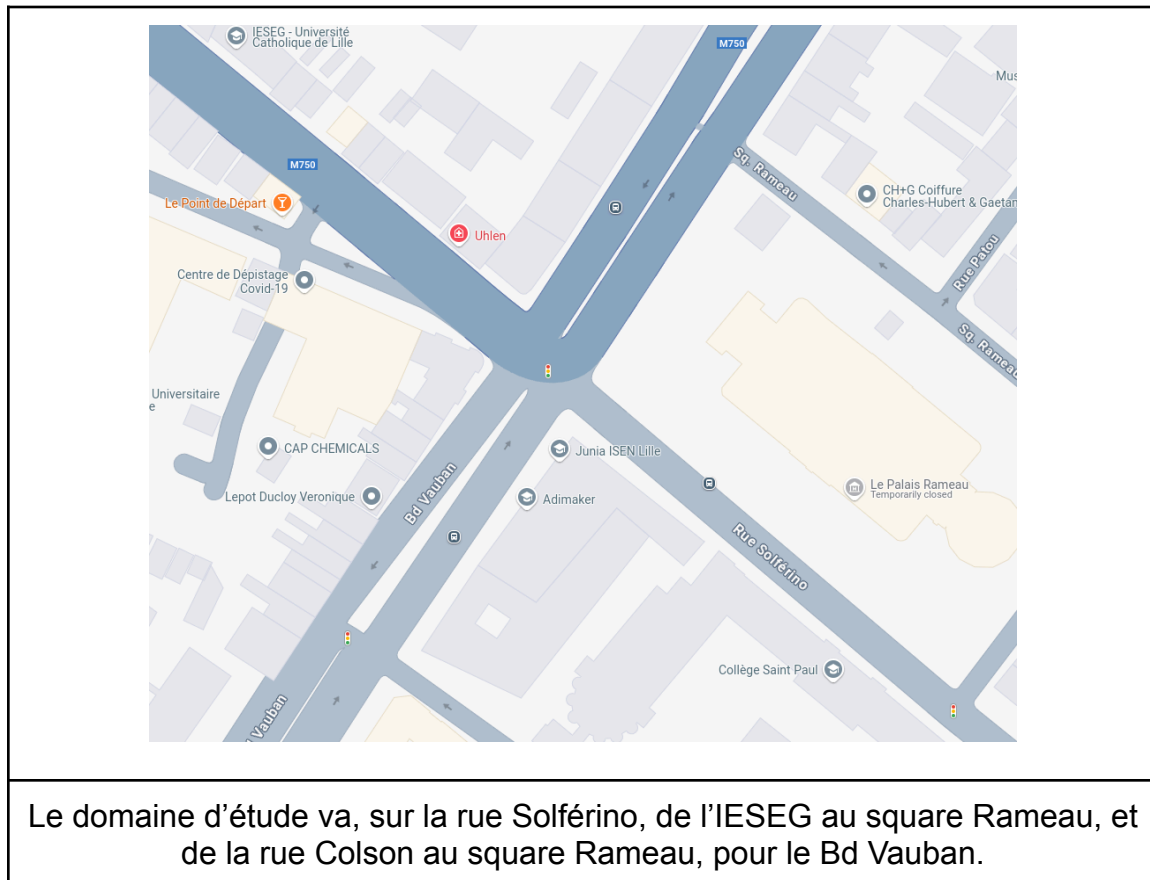 IESEG - Université
Catholique de Lille
M750
Mus
M750
Sq. Rameau
CH+G Coiffure
Charles-Hubert & Gaetan
Le Point de Départ
Uhlen
Rue Patou
Centre de Dépistage
Covid-19
Sq. Rameau
Universitaire
e
CAP CHEMICALS
Junia ISEN Lille
Bd Vauban
Lepot Ducloy Veronique
Adimaker
Le Palais Rameau
Temporarily closed
Rue Solférino
Collège Saint Paul
d Vauban
Le domaine d’étude va, sur la rue Solférino, de l’IESEG au square Rameau, et
de la rue Colson au square Rameau, pour le Bd Vauban.